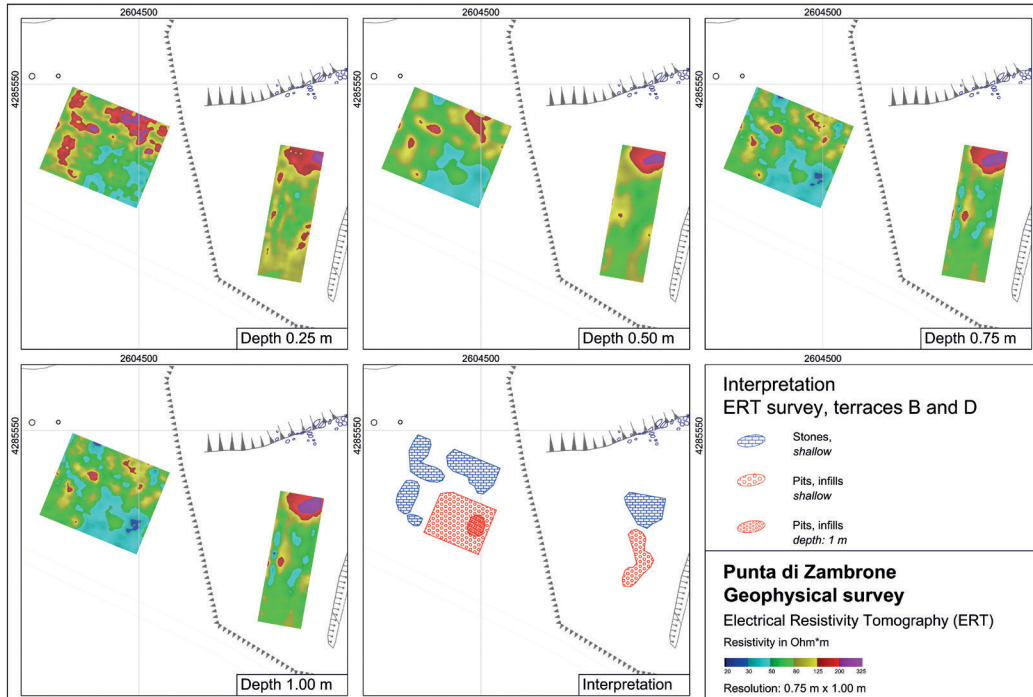 2604500
2604500
2604500
4285550
4285550
4285550
Depth 0.25 m
Depth 0.50 m
Depth 0.75 m
2604500
2604500
4285550
4285550
Depth 1.00 m
Interpretation
Interpretation
ERT survey, terraces B and D
Stones,
shallow
Pits, infills
shallow
Pits, infills
depth: 1 m
Punta di Zambrone
Geophysical survey
Electrical Resistivity Tomography (ERT)
Resistivity in Ohm*m
20 30 50 80 125 200 325
Resolution: 0.75 m x 1.00 m